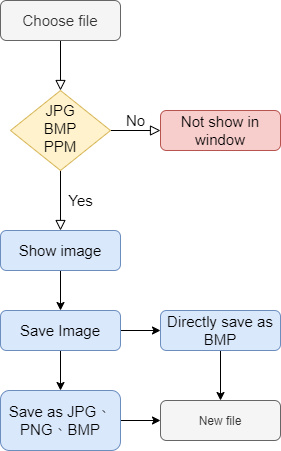 Choose file
JPG
BMP
PPM
No
Not show in
window
Yes
Show image
Save Image
Directly save as
BMP
Save as JPG、
PNG、BMP
New file